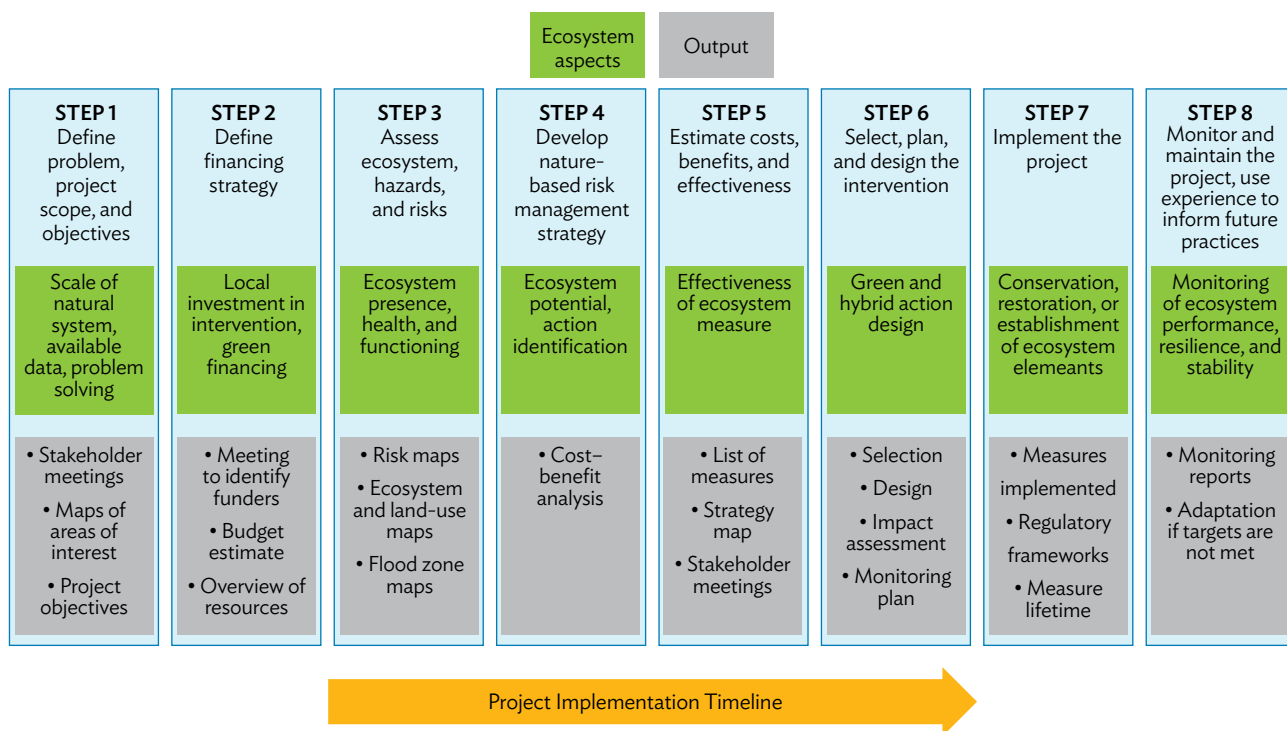 Ecosystem
aspects
Output
STEP 1
Define
problem,
project
scope, and
objectives
Scale of
natural
system,
available
data, problem
solving
• Stakeholder
meetings
• Maps of
areas of
interest
• Project
objectives
STEP 2
Define
financing
strategy
Local
investment in
intervention,
green
financing
• Meeting
to identify
funders
• Budget
estimate
• Overview of
resources
STEP 3
Assess
ecosystem,
hazards,
and risks
Ecosystem
presence,
health, and
functioning
• Risk maps
• Ecosystem
and land-use
maps
• Flood zone
maps
STEP 4
Develop
nature-
based risk
management
strategy
Ecosystem
potential,
action
identification
• Cost–
benefit
analysis
STEP 5
Estimate costs,
benefits, and
effectiveness
Effectiveness
of ecosystem
measure
• List of
measures
• Strategy
map
• Stakeholder
meetings
STEP 6
Select, plan,
and design the
intervention
Green and
hybrid action
design
• Selection
• Design
• Impact
assessment
• Monitoring
plan
STEP 7
Implement the
project
Conservation,
restoration, or
establishment
of ecosystem
elemeants
• Measures
implemented
• Regulatory
frameworks
• Measure
lifetime
STEP 8
Monitor and
maintain the
project, use
experience to
inform future
practices
Monitoring
of ecosystem
performance,
resilience, and
stability
• Monitoring
reports
• Adaptation
if targets are
not met
Project Implementation Timeline